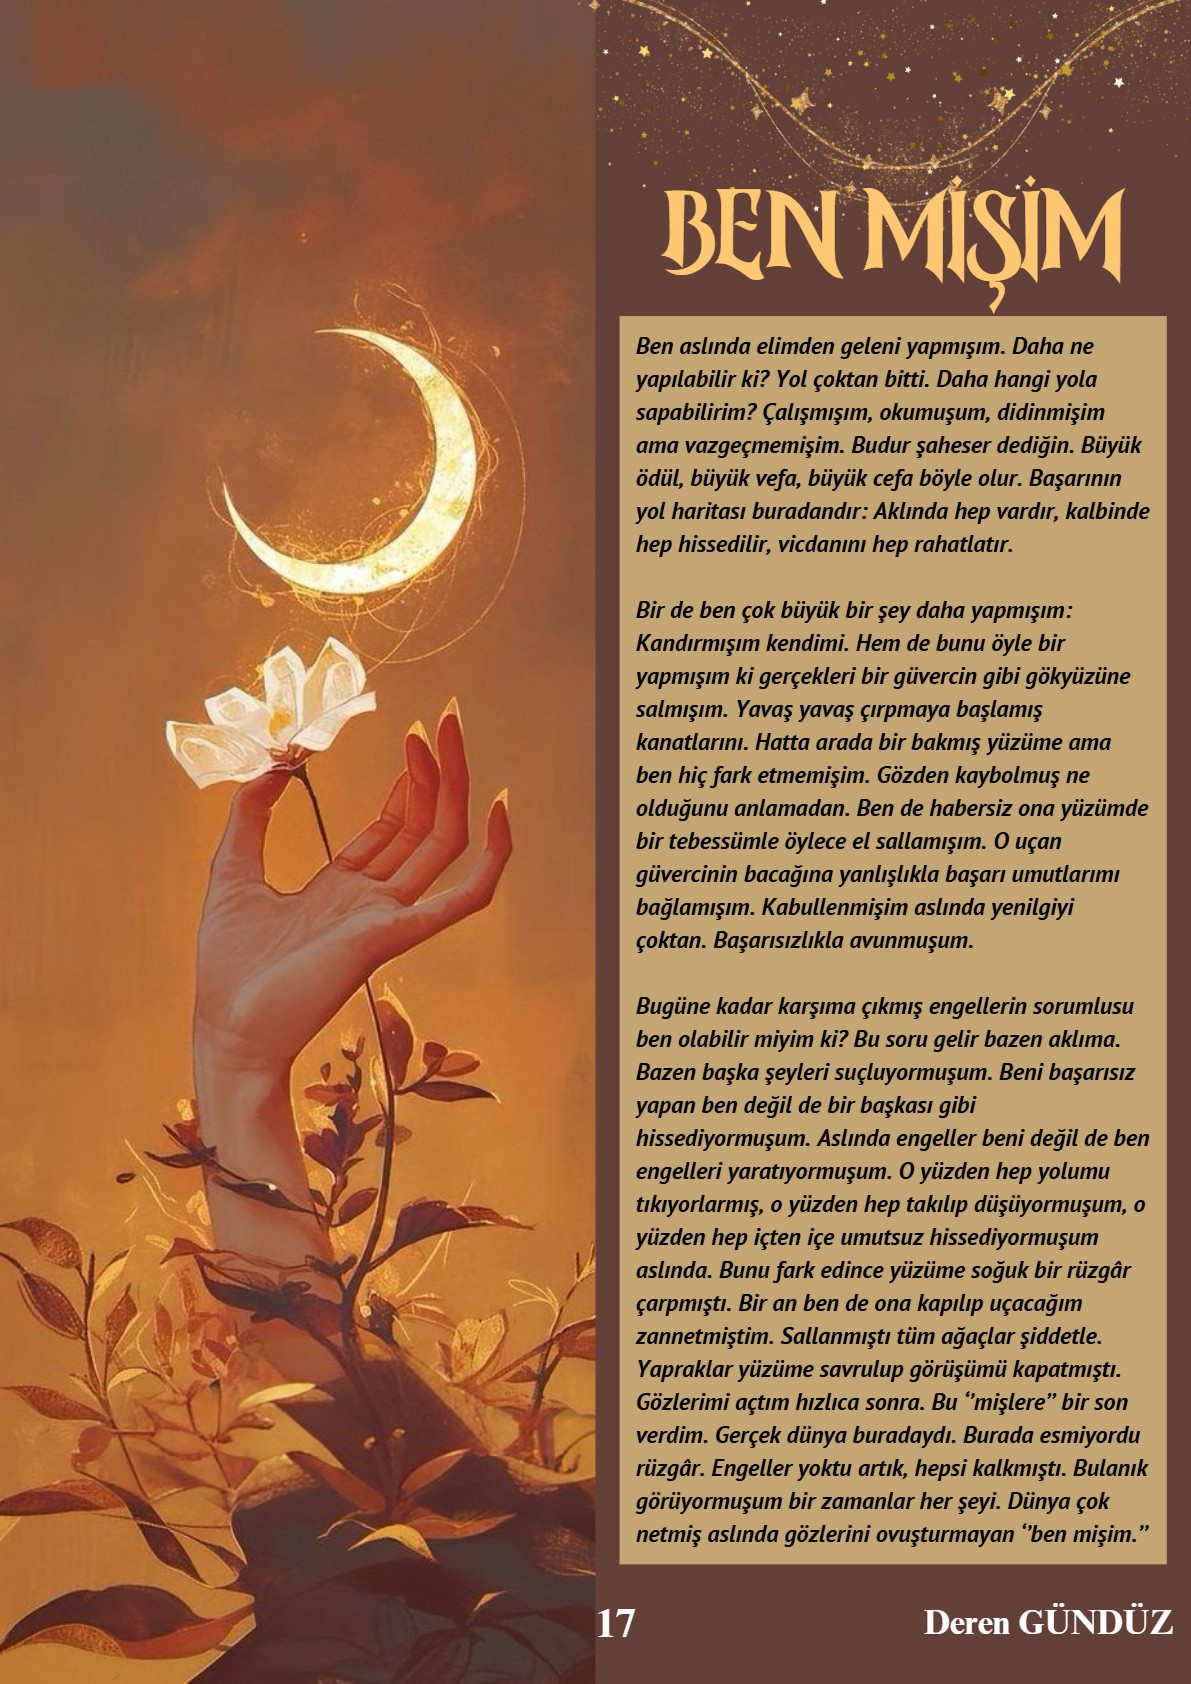 BEN MİŞİM
Ben aslında elimden geleni yapmışım. Daha ne
yapılabilir ki? Yol çoktan bitti. Daha hangi yola
sapabilirim? Çalışmışım, okumuşum, didinmişim
ama vazgeçmemişim. Budur şaheser dediğin. Büyük
ödül, büyük vefa, büyük cefa böyle olur. Başarının
yol haritası buradandır: Aklında hep vardır, kalbinde
hep hissedilir, vicdanını hep rahatlatır.
Bir de ben çok büyük bir şey daha yapmışım:
Kandırmışım kendimi. Hem de bunu öyle bir
yapmışım ki gerçekleri bir güvercin gibi gökyüzüne
salmışım. Yavaş yavaş çırpmaya başlamış
kanatlarını. Hatta arada bir bakmış yüzüme ama
ben hiç fark etmemişim. Gözden kaybolmuş ne
olduğunu anlamadan. Ben de habersiz ona yüzümde
bir tebessümle öylece el sallamışım. O uçan
güvercinin bacağına yanlışlıkla başarı umutlarımı
bağlamışım. Kabullenmişim aslında yenilgiyi
çoktan. Başarısızlıkla avunmuşum.
Bugüne kadar karşıma çıkmış engellerin sorumlusu
ben olabilir miyim ki? Bu soru gelir bazen aklıma.
Bazen başka şeyleri suçluyormuşum. Beni başarısız
yapan ben değil de bir başkası gibi
hissediyormuşum. Aslında engeller beni değil de ben
engelleri yaratıyormuşum. O yüzden hep yolumu
tıkıyorlarmış, o yüzden hep takılıp düşüyormuşum, o
yüzden hep içten içe umutsuz hissediyormuşum
aslında. Bunu fark edince yüzüme soğuk bir rüzgâr
çarpmıştı. Bir an ben de ona kapılıp uçacağım
zannetmiştim. Sallanmıştı tüm ağaçlar şiddetle.
Yapraklar yüzüme savrulup görüşümü kapatmıştı.
Gözlerimi açtım hızlıca sonra. Bu ‘’mişlere’’ bir son
verdim. Gerçek dünya buradaydı. Burada esmiyordu
rüzgâr. Engeller yoktu artık, hepsi kalkmıştı. Bulanık
görüyormuşum bir zamanlar her şeyi. Dünya çok
netmiş aslında gözlerini ovuşturmayan ‘’ben mişim.’’
17
Deren GÜNDÜZ